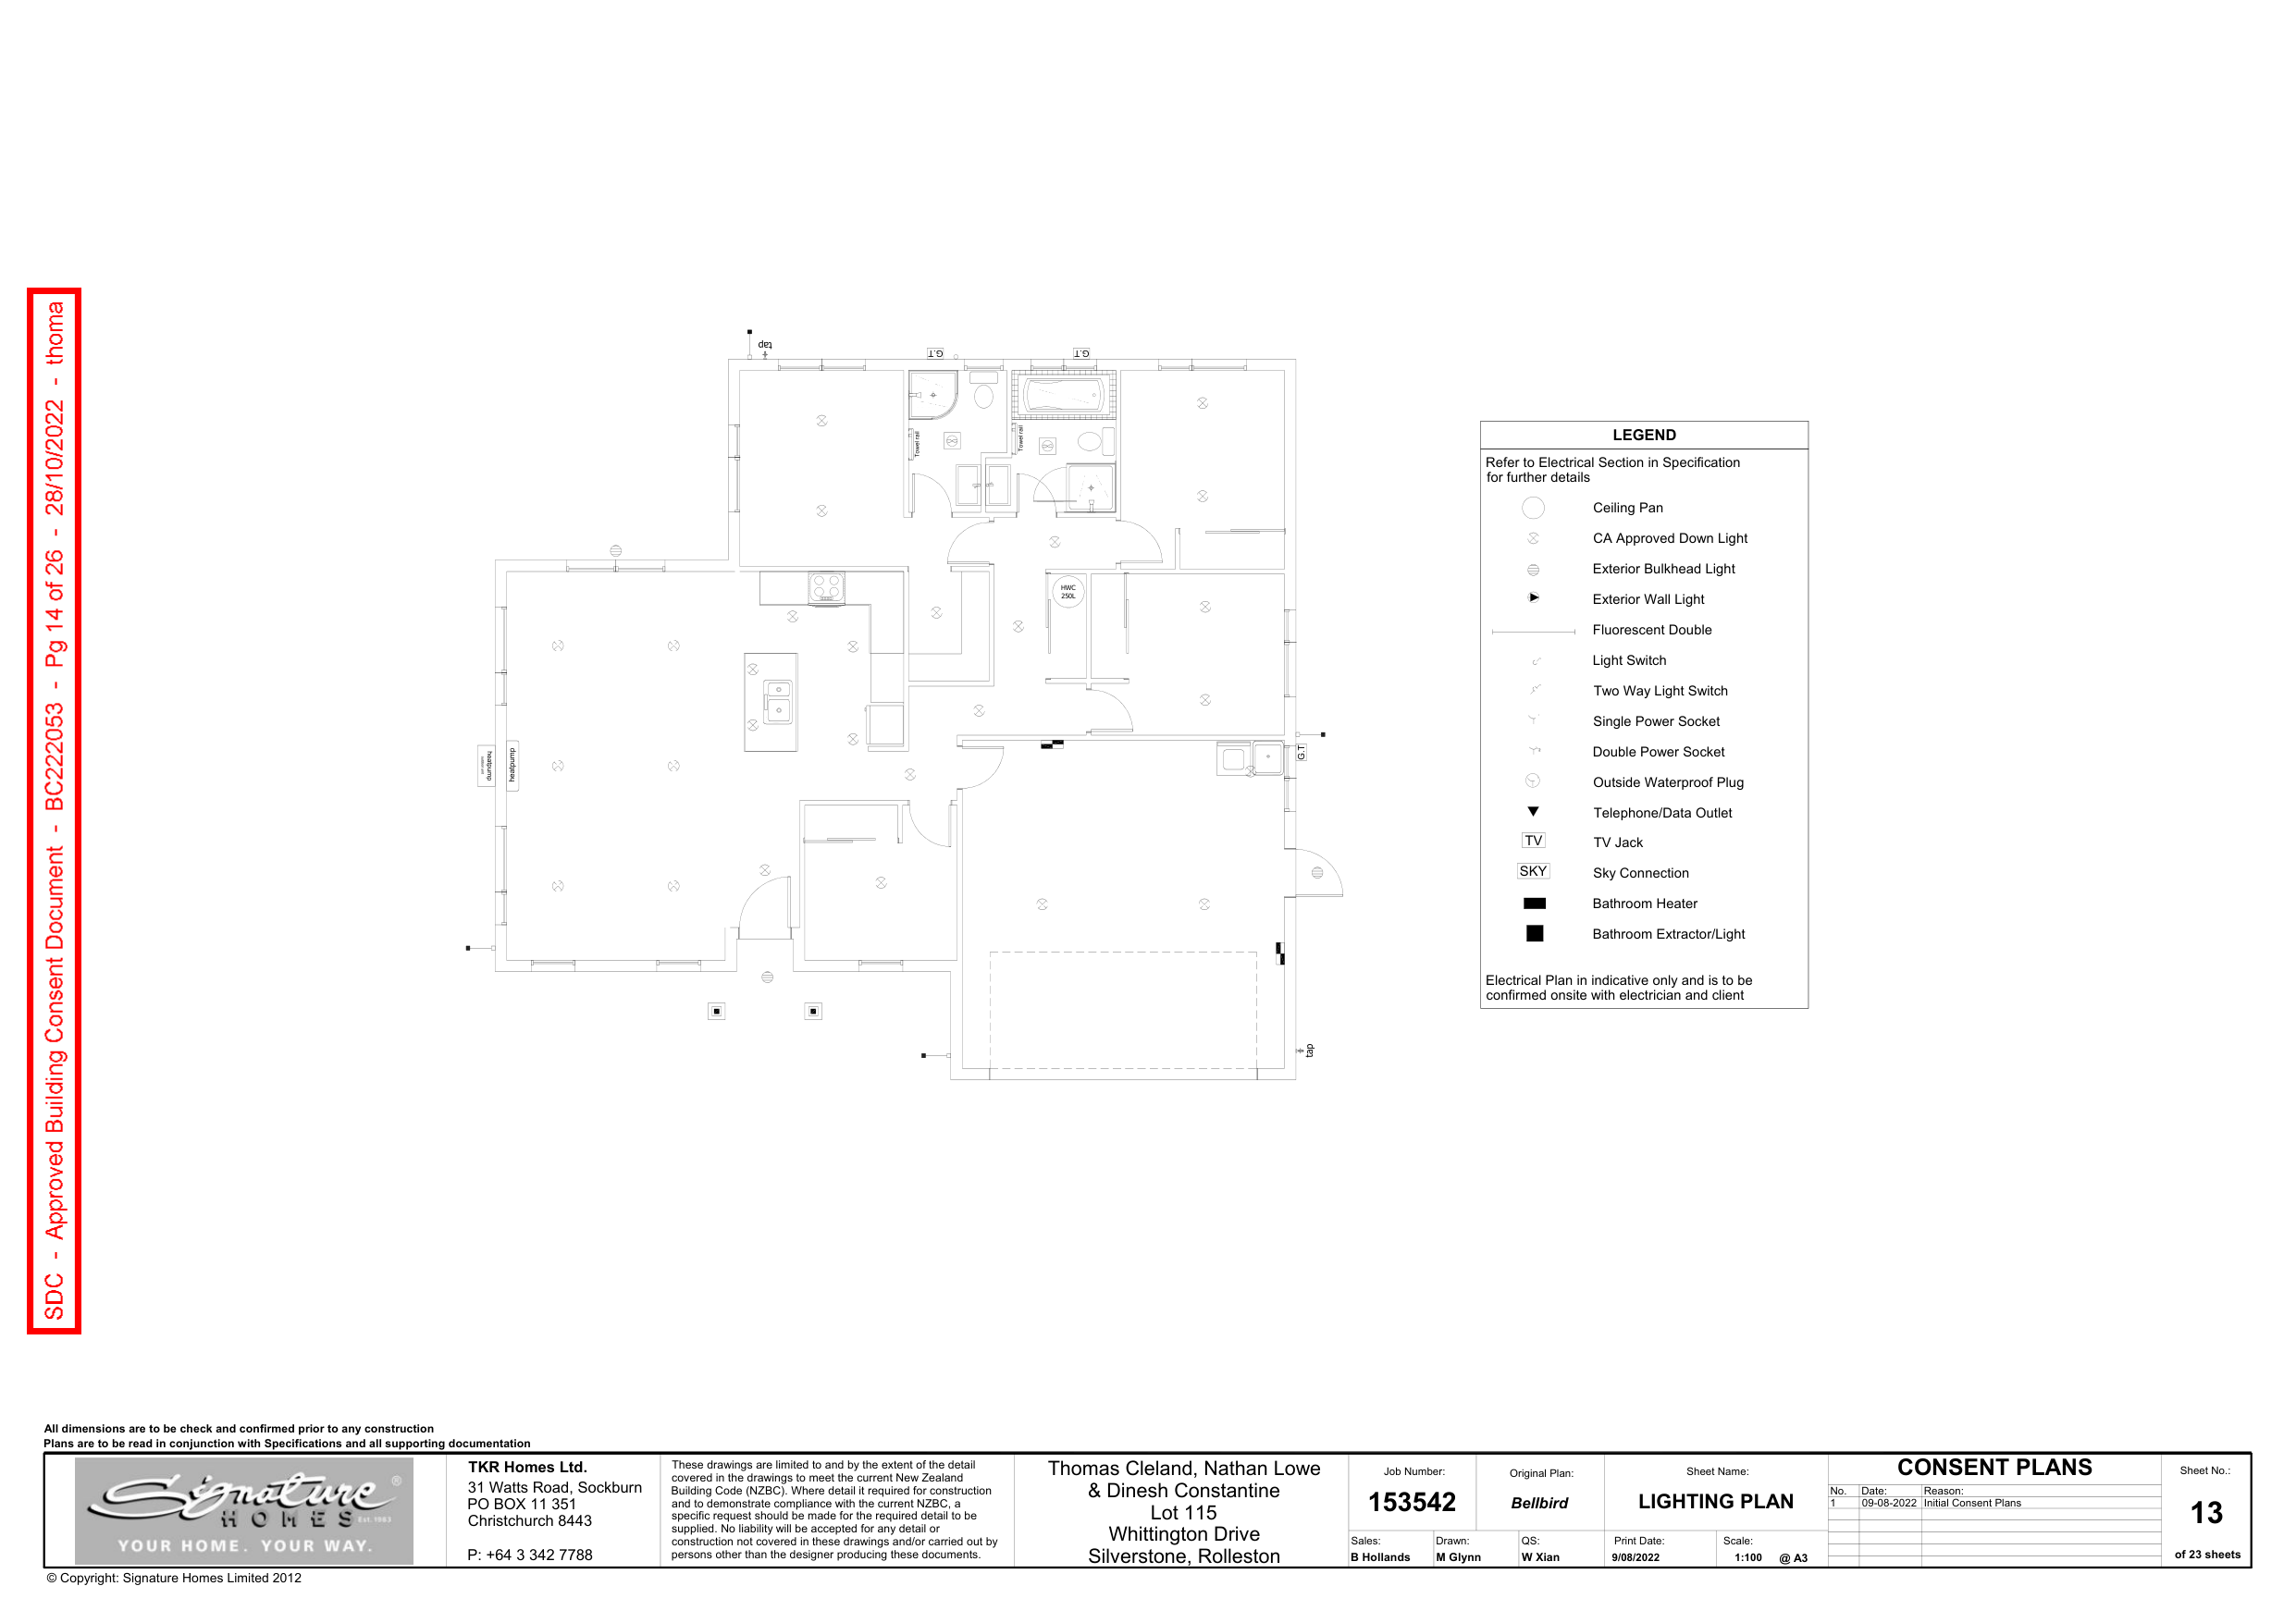 SDC - Approved Building Consent Document - BC222053 - Pg 14 of 26 - 28/10/2022 - thoma
tap
G.T
G.T
Towel rail
Towel rail
HWC
250L
heatpump
heatpump
G.T
tap
LEGEND
Refer to Electrical Section in Specification
for further details
Ceiling Pan
CA Approved Down Light
Exterior Bulkhead Light
Exterior Wall Light
Fluorescent Double
Light Switch
Two Way Light Switch
Single Power Socket
Double Power Socket
Outside Waterproof Plug
Telephone/Data Outlet
TV TV Jack
SKY Sky Connection
Bathroom Heater
Bathroom Extractor/Light
Electrical Plan in indicative only and is to be
confirmed onsite with electrician and client
All dimensions are to be check and confirmed prior to any construction
Plans are to be read in conjunction with Specifications and all supporting documentation
Signature ®
HOMES Est. 1983
YOUR HOME. YOUR WAY.
TKR Homes Ltd.
31 Watts Road, Sockburn
PO BOX 11 351
Christchurch 8443
P: +64 3 342 7788
These drawings are limited to and by the extent of the detail
covered in the drawings to meet the current New Zealand
Building Code (NZBC). Where detail it required for construction
and to demonstrate compliance with the current NZBC, a
specific request should be made for the required detail to be
supplied. No liability will be accepted for any detail or
construction not covered in these drawings and/or carried out by
persons other than the designer producing these documents.
Thomas Cleland, Nathan Lowe
& Dinesh Constantine
Lot 115
Whittington Drive
Silverstone, Rolleston
Job Number:
153542
Original Plan:
Bellbird
Sheet Name:
LIGHTING PLAN
Sales:
B Hollands
Drawn:
M Glynn
QS:
W Xian
Print Date:
9/08/2022
Scale:
1:100 @ A3
CONSENT PLANS
No. Date: Reason:
1 09-08-2022 Initial Consent Plans
Sheet No.:
13
of 23 sheets
© Copyright: Signature Homes Limited 2012